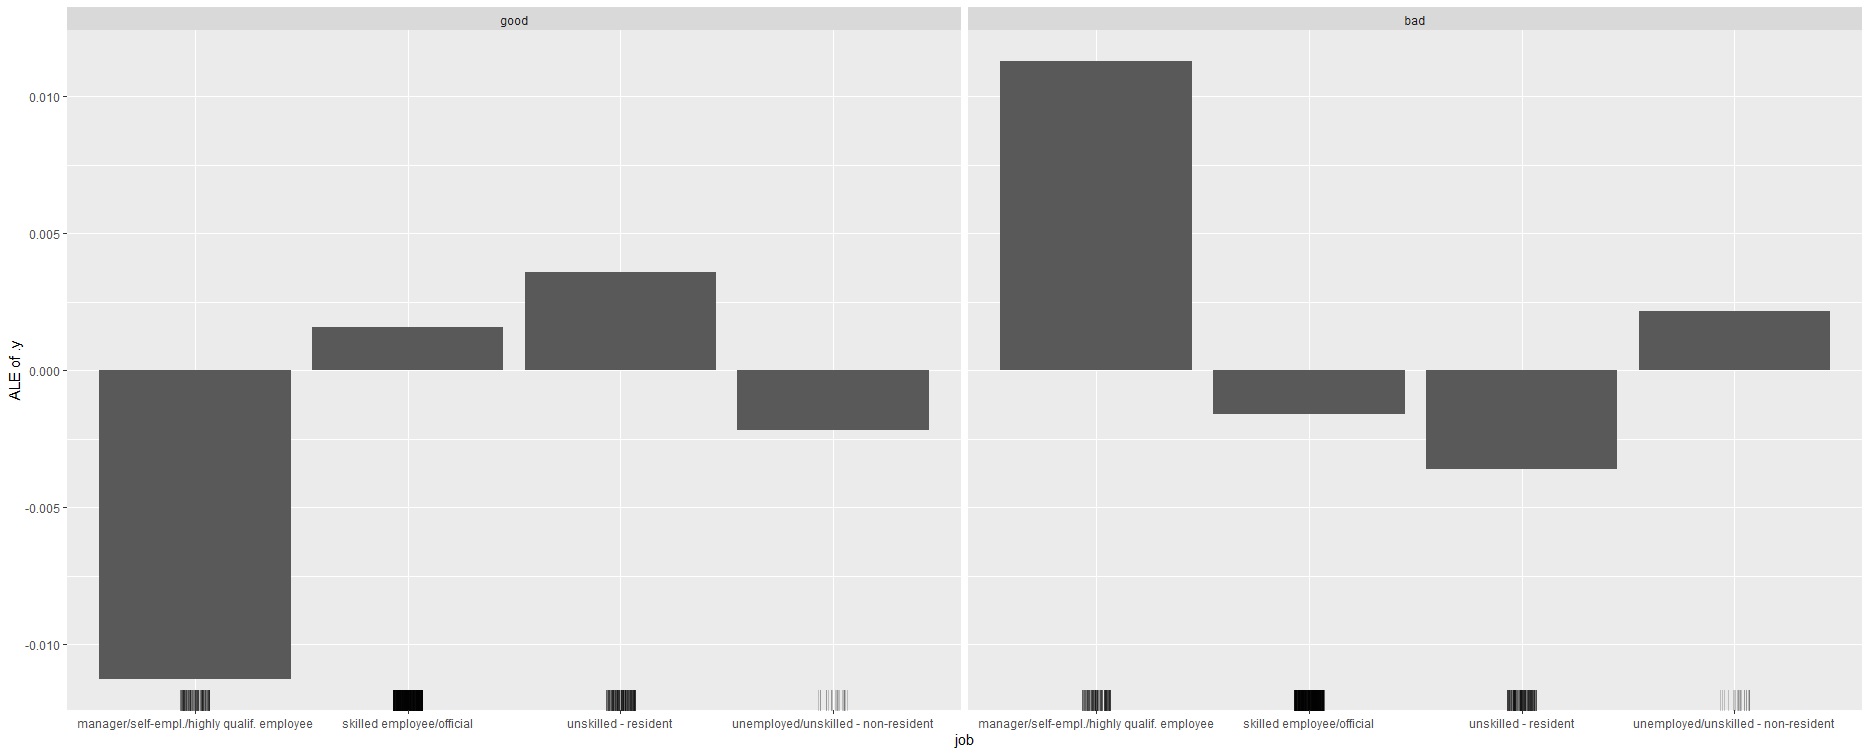 good
bad
ALE of .y
0.010
0.005
0.000
-0.005
-0.010
manager/self-empl./highly qualif. employee
skilled employee/official
unskilled - resident
unemployed/unskilled - non-resident
manager/self-empl./highly qualif. employee
skilled employee/official
unskilled - resident
unemployed/unskilled - non-resident
job